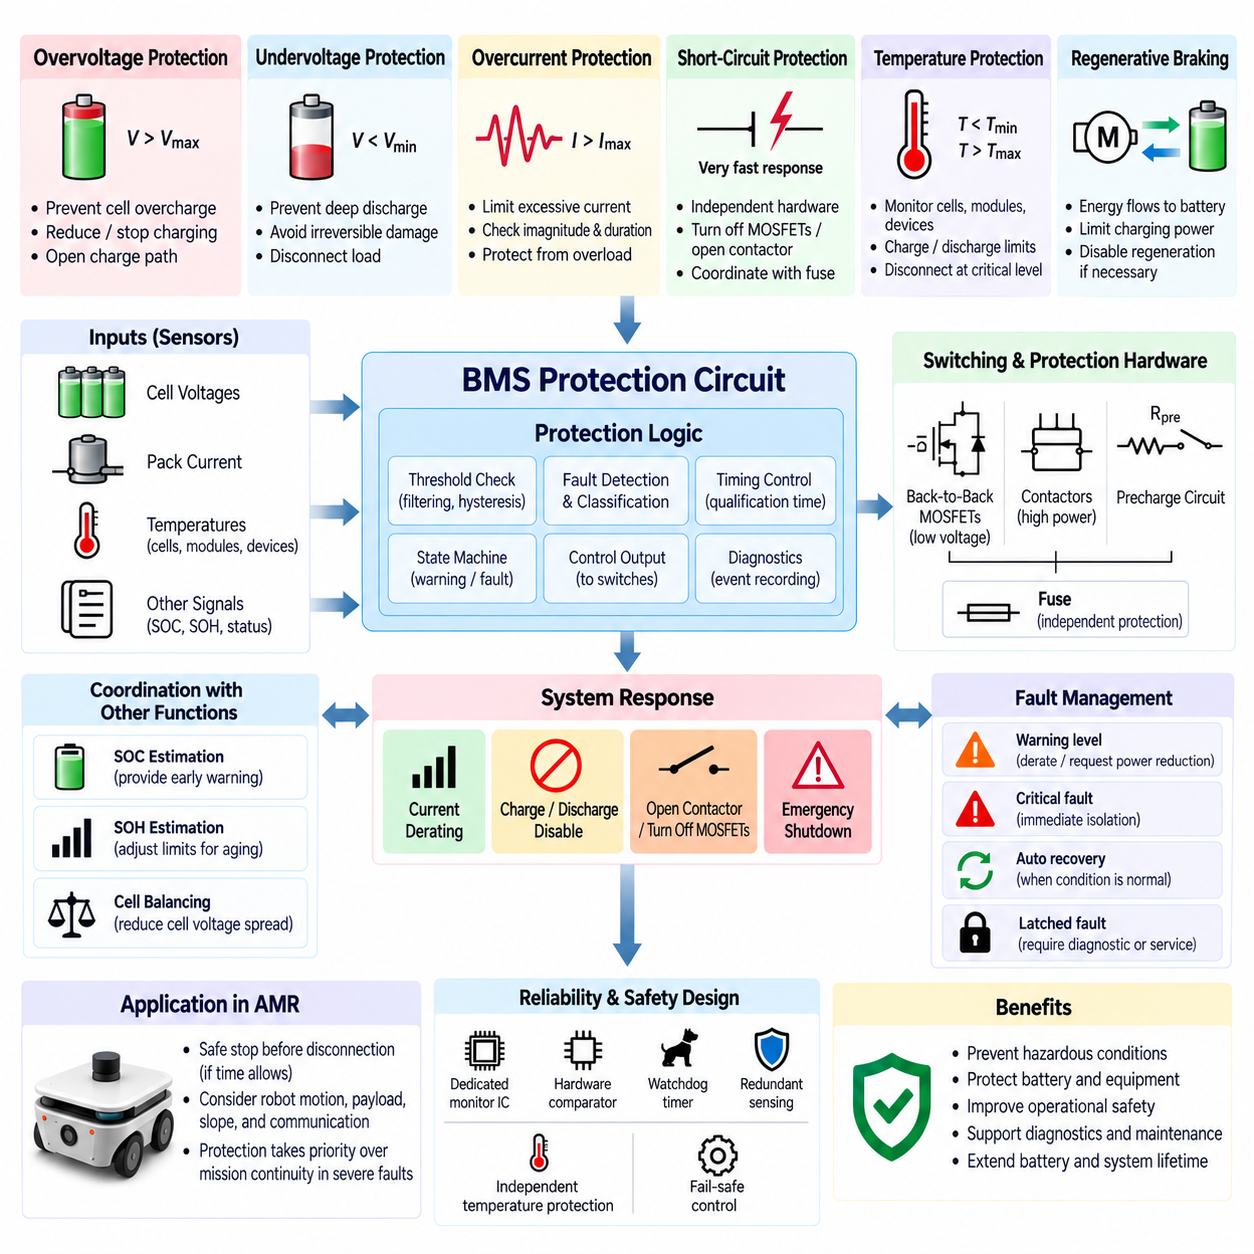 Overvoltage Protection
V > Vmax
• Prevent cell overcharge
• Reduce / stop charging
• Open charge path
Undervoltage Protection
V < Vmin
• Prevent deep discharge
• Avoid irreversible damage
• Disconnect load
Overcurrent Protection
I > Imax
• Limit excessive current
• Check imagnitude & duration
• Protect from overload
Short-Circuit Protection
Very fast response
• Independent hardware
• Turn off MOSFETs /
open contactor
• Coordinate with fuse
Temperature Protection
T < Tmin
T > Tmax
• Monitor cells, modules,
devices
• Charge / discharge limits
• Disconnect at critical level
Regenerative Braking
M
• Energy flows to battery
• Limit charging power
• Disable regeneration
if necessary
Inputs (Sensors)
Cell Voltages
Pack Current
Temperatures
(cells, modules, devices)
Other Signals
(SOC, SOH, status)
BMS Protection Circuit
Protection Logic
Threshold Check
(filtering, hysteresis)
Fault Detection
& Classification
Timing Control
(qualification time)
State Machine
(warning / fault)
Control Output
(to switches)
Diagnostics
(event recording)
Switching & Protection Hardware
Back-to-Back
MOSFETs
(low voltage)
Contactors
(high power)
Rpre
Precharge Circuit
Fuse
(independent protection)
Coordination with
Other Functions
SOC Estimation
(provide early warning)
SOH Estimation
(adjust limits for aging)
Cell Balancing
(reduce cell voltage spread)
System Response
Current
Derating
Charge / Discharge
Disable
Open Contactor
/ Turn Off MOSFETs
Emergency
Shutdown
Fault Management
Warning level
(derate / request power reduction)
Critical fault
(immediate isolation)
Auto recovery
(when condition is normal)
Latched fault
(require diagnostic or service)
Application in AMR
• Safe stop before disconnection
(if time allows)
• Consider robot motion, payload,
slope, and communication
• Protection takes priority over
mission continuity in severe faults
Reliability & Safety Design
Dedicated
monitor IC
Hardware
comparator
Watchdog
timer
Redundant
sensing
Independent
temperature protection
Fail-safe
control
Benefits
• Prevent hazardous conditions
• Protect battery and equipment
• Improve operational safety
• Support diagnostics and maintenance
• Extend battery and system lifetime